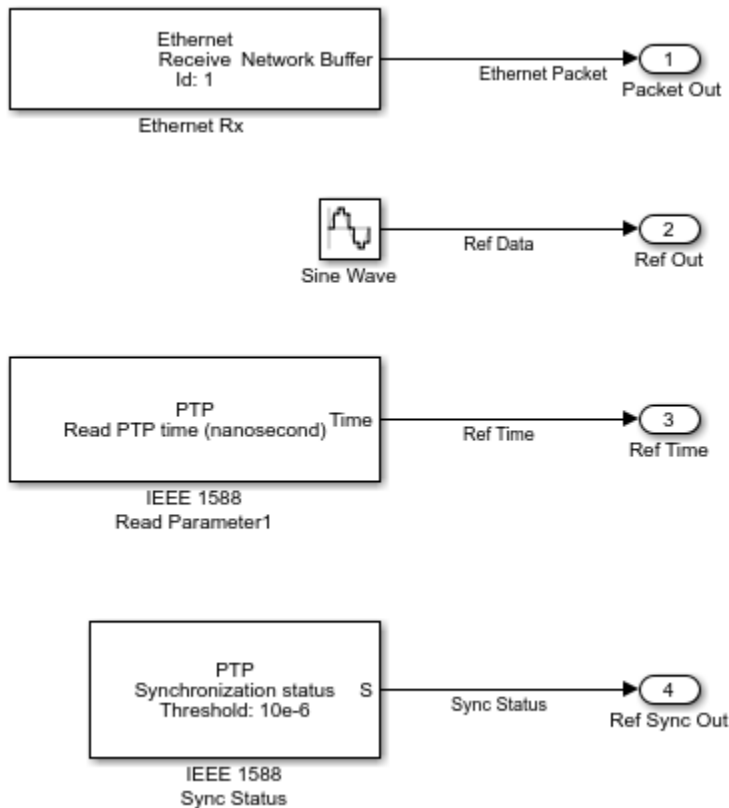 Ethernet
Receive Network Buffer
Id: 1
Ethernet Packet
1
Packet Out
Ethernet Rx
Ref Data
2
Ref Out
Sine Wave
PTP
Read PTP time (nanosecond) Time
Ref Time
3
Ref Time
IEEE 1588
Read Parameter1
PTP
Synchronization status S
Threshold: 10e-6
Sync Status
4
Ref Sync Out
IEEE 1588
Sync Status